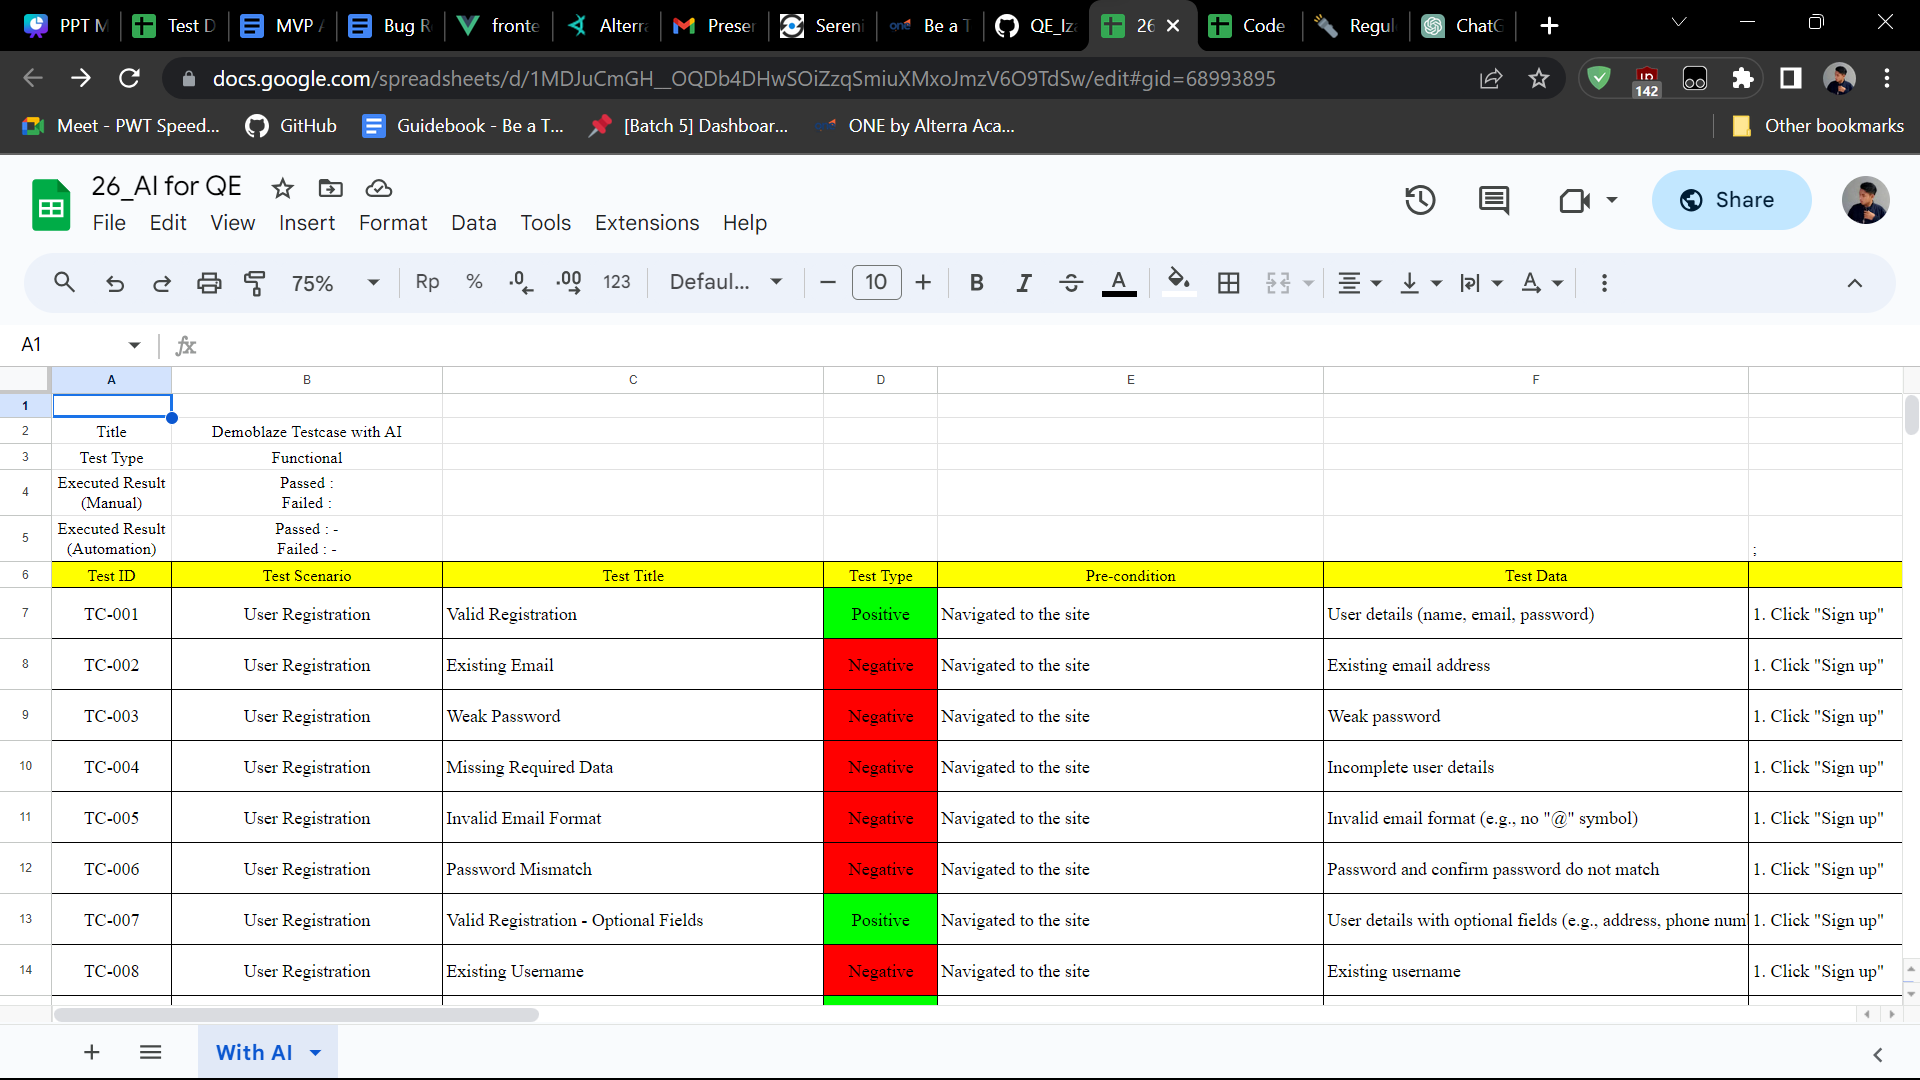 PPT M
Test D
MVP
Bug R
fronte
Alterra
Preser
Sereni
Be a T
QE_Iza
26
Code
Regul
ChatG
docs.google.com/spreadsheets/d/1MDJuCmGH__OQDb4DHwSOiZzqSmiuXMxoJmzV6O9TdSw/edit#gid=68993895
142
Meet - PWT Speed...
GitHub
Guidebook - Be a T...
[Batch 5] Dashboar...
ONE by Alterra Aca...
Other bookmarks
26_AI for QE
File Edit View Insert Format Data Tools Extensions Help
Share
75% Rp % .0 .00 123 Defaul... 10 B I S A
A1 fx
A B C D E F
1
2 Title Demoblaze Testcase with AI
3 Test Type Functional
4 Executed Result (Manual) Passed : Failed :
5 Executed Result (Automation) Passed : - Failed : - ;
6 Test ID Test Scenario Test Title Test Type Pre-condition Test Data
7 TC-001 User Registration Valid Registration Positive Navigated to the site User details (name, email, password) 1. Click "Sign up"
8 TC-002 User Registration Existing Email Negative Navigated to the site Existing email address 1. Click "Sign up"
9 TC-003 User Registration Weak Password Negative Navigated to the site Weak password 1. Click "Sign up"
10 TC-004 User Registration Missing Required Data Negative Navigated to the site Incomplete user details 1. Click "Sign up"
11 TC-005 User Registration Invalid Email Format Negative Navigated to the site Invalid email format (e.g., no "@" symbol) 1. Click "Sign up"
12 TC-006 User Registration Password Mismatch Negative Navigated to the site Password and confirm password do not match 1. Click "Sign up"
13 TC-007 User Registration Valid Registration - Optional Fields Positive Navigated to the site User details with optional fields (e.g., address, phone num 1. Click "Sign up"
14 TC-008 User Registration Existing Username Negative Navigated to the site Existing username 1. Click "Sign up"
With AI